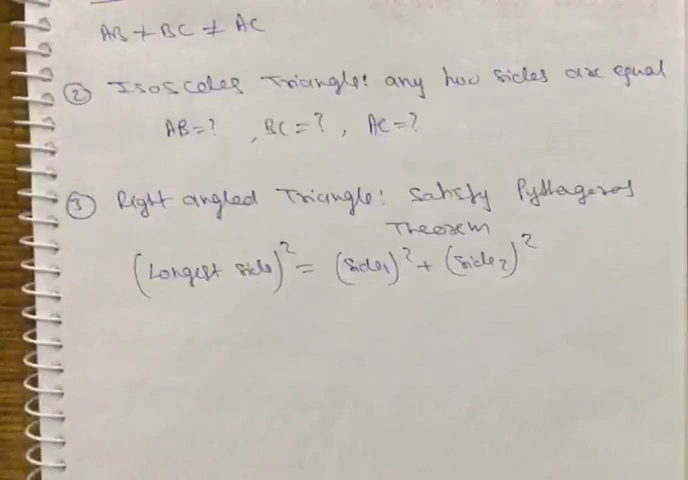 AB ≠ BC ≠ AC
② Isosceles Triangle: any two sides are equal
AB=? , BC=? , AC=?
③ Right angled Triangle: Satisfy Pythageros
Theorem
(Longest side)² = (Side₁)² + (Side₂)²